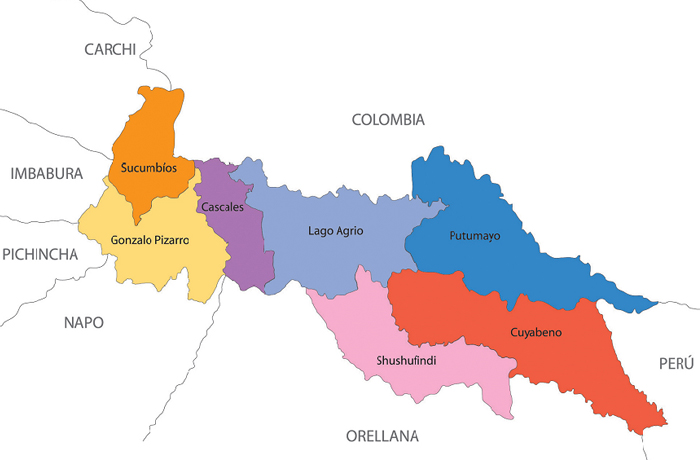 CARCHI
COLOMBIA
Sucumbíos
IMBABURA
Cascales
Lago Agrio
Putumayo
Gonzalo Pizarro
PICHINCHA
NAPO
Cuyabeno
Shushufindi
PERÚ
ORELLANA